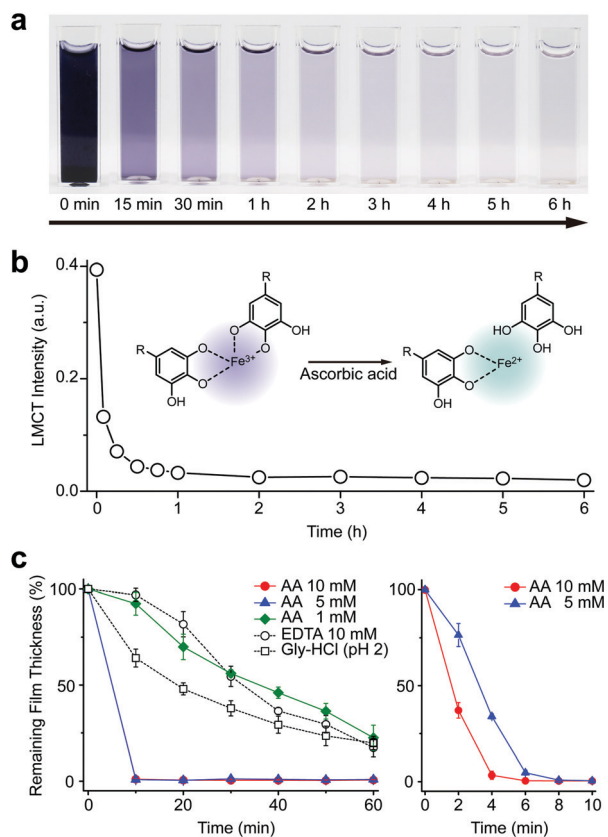 a
0 min 15 min 30 min 1 h 2 h 3 h 4 h 5 h 6 h
b
LMCT Intensity (a.u.)
0.4
0.2
0.0
0 1 2 3 4 5 6
Time (h)
R
O
O
OH
Fe3+
R
O
O
OH
Ascorbic acid
R
O
O
OH
Fe2+
R
HO
OH
OH
c
Remaining Film Thickness (%)
100
50
0
0 20 40 60
Time (min)
AA 10 mM
AA 5 mM
AA 1 mM
EDTA 10 mM
Gly-HCl (pH 2)
100
50
0
0 2 4 6 8 10
Time (min)
AA 10 mM
AA 5 mM